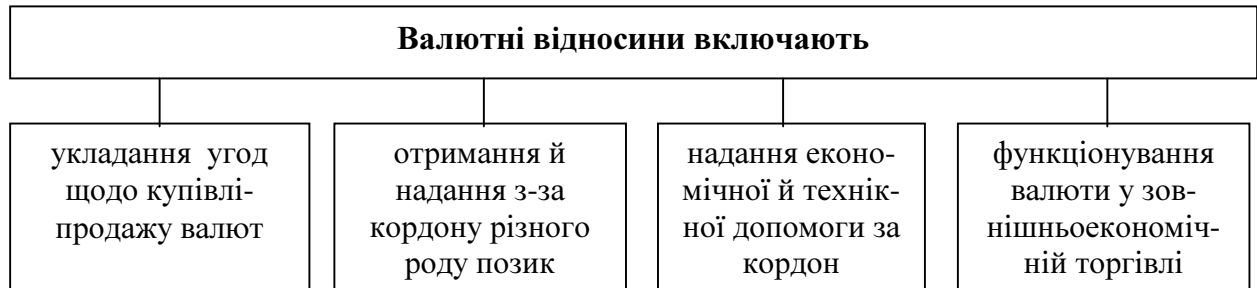 Валютні відносини включають
укладання угод
щодо купівлі-
продажу валют
отримання й
надання з-за
кордону різного
роду позик
надання еконо-
мічної й технік-
ної допомоги за
кордон
функціонування
валюти у зов-
нішньоекономіч-
ній торгівлі